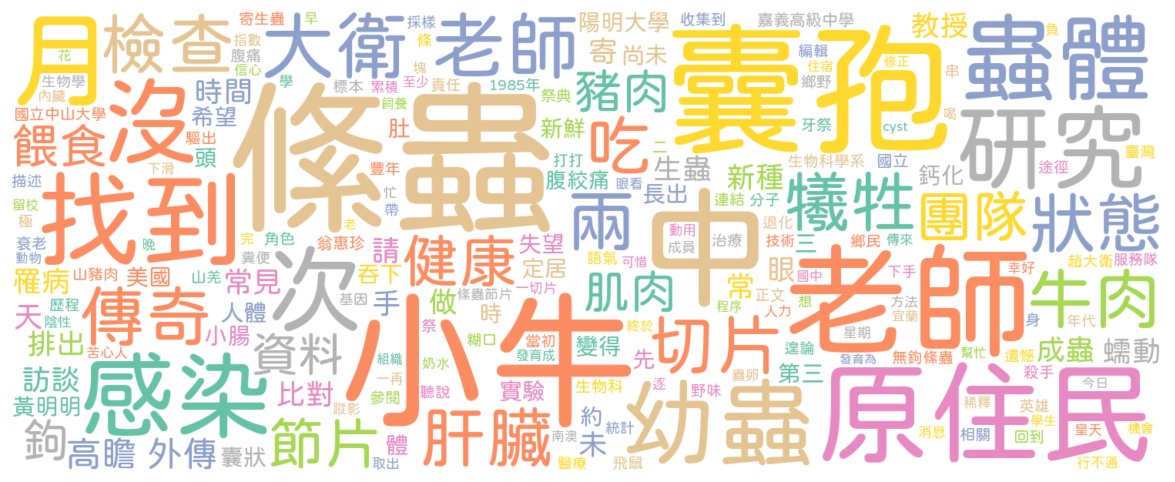 月
檢查
大衛
老師
囊孢
蟲體
條蟲
絛蟲
研究
找到
沒
餵食
次
小牛
中
原住民
老師
犧牲
團隊
狀態
牛肉
幼蟲
感染
傳奇
健康
肝臟
切片
肌肉
兩
吃
豬肉
節片
資料
鉤
高瞻
外傳
囊狀
體
排出
訪談
黃明明
比對
小腸
人體
常見
美國
罹病
天
時間
希望
頭
肚
新鮮
腹絞痛
生蟲
長出
新種
鈣化
教授
寄
尚未
陽明大學
收集到
嘉義高級中學
編輯
住宿
鄉野
牙祭
cyst
修正
負
串
喝
臺灣
途徑
生物科學系
國立
連結
分子
退化
技術
動用
成員
治療
三
眼
常
程序
正文
國中
想
人力
鄉民
傳來
下手
方法
宜蘭
幸好
身
年代
趙大衛
服務隊
成蟲
蠕動
無鉤條蟲
遑論
第三
星期
發育為
幫忙
遺憾
殺手
今日
稀釋
英雄
學生
皇天
機會
消息
相關
回到
行不通
野味
蟲卵
逐
終於
變得
先
可惜
語氣
眼看
二
打打
失望
定居
一切片
絛蟲節片
時
做
手
吞下
請
翁惠珍
角色
完
糞便
基因
老
帶
忙
豐年
飼養
祭典
1985年
至少
累積
責任
塊
條
採樣
早
寄生蟲
指數
腹痛
信心
學
標本
花
生物學
內臟
國立中山大學
驅出
下滑
描述
留校
極
衰老
動物
晚
山豬肉
山羌
歷程
陰性
苦心人
祭
當初
發育成
糊口
奶水
組織
一再
參閱
聽說
蹤影
取出
實驗
生物科
南澳
約
未
統計
醫療
飛鼠